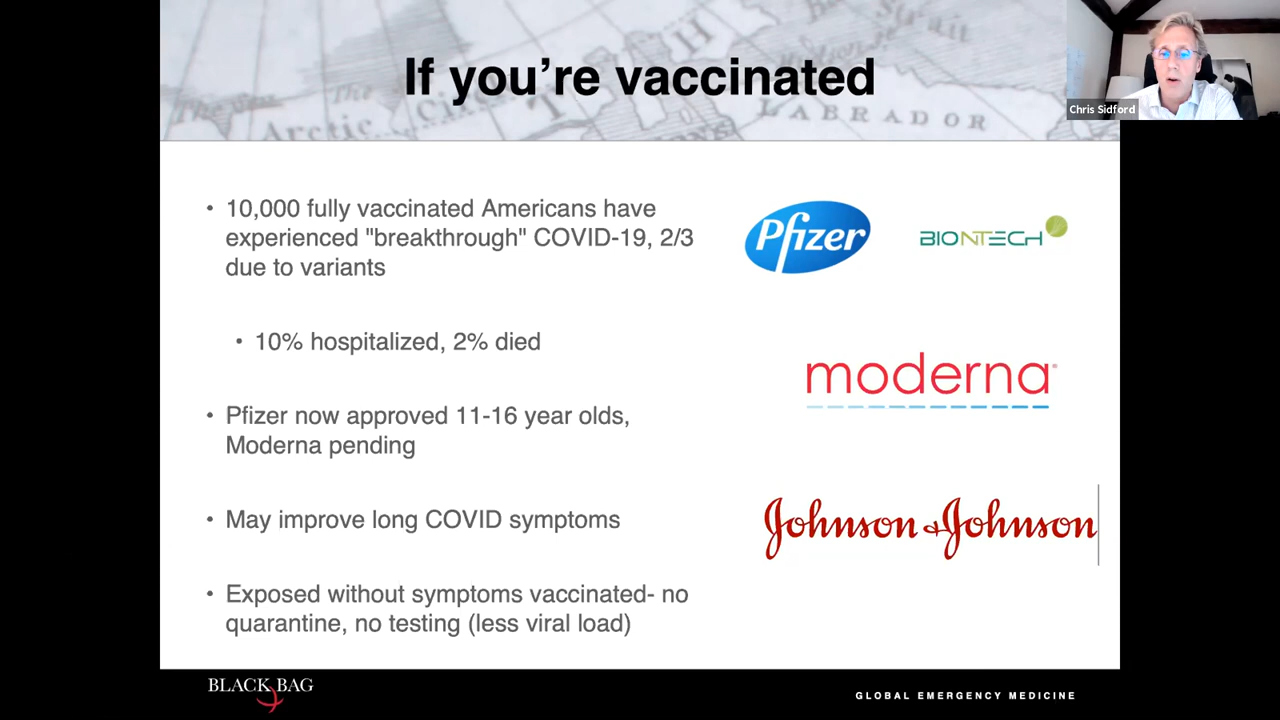 If you're vaccinated
Chris Sidford
Arctic
LABRADOR
Strait
• 10,000 fully vaccinated Americans have
experienced "breakthrough" COVID-19, 2/3
due to variants
• 10% hospitalized, 2% died
• Pfizer now approved 11-16 year olds,
Moderna pending
• May improve long COVID symptoms
• Exposed without symptoms vaccinated- no
quarantine, no testing (less viral load)
Pfizer
BIONTECH
moderna
Johnson & Johnson
BLACK BAG
GLOBAL EMERGENCY MEDICINE